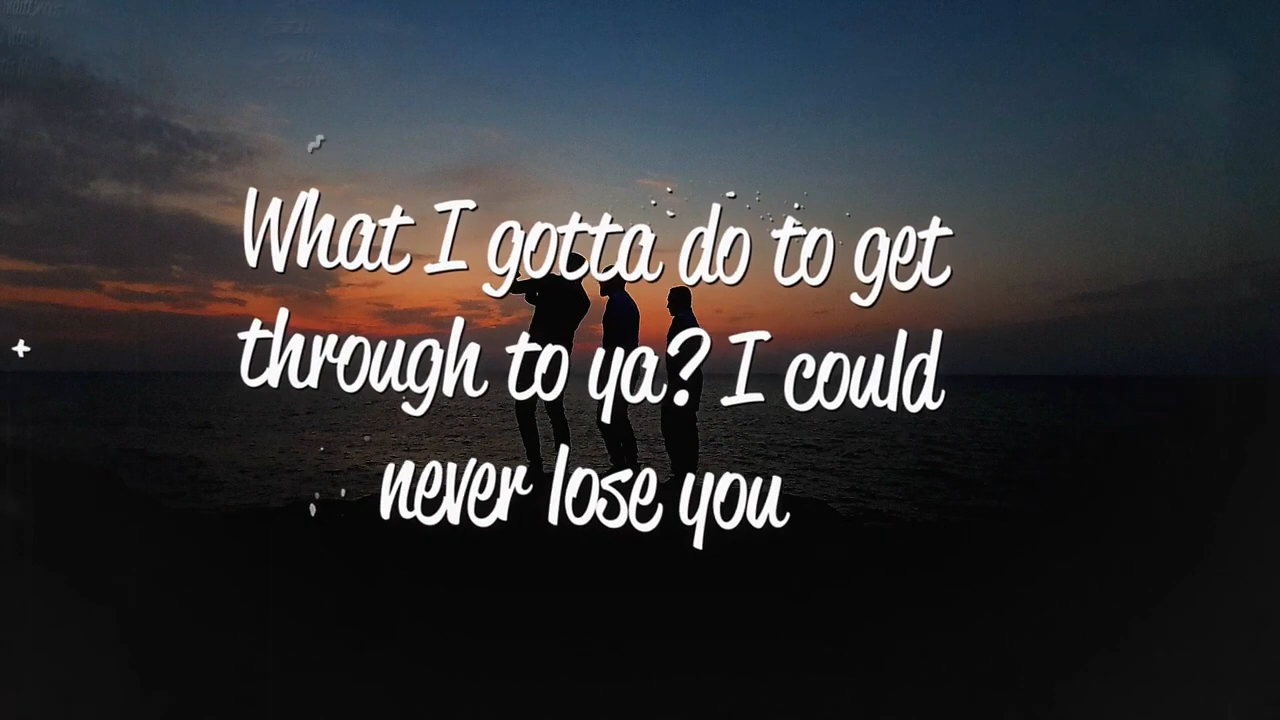 What I gotta do to get
through to ya? I could
never lose you